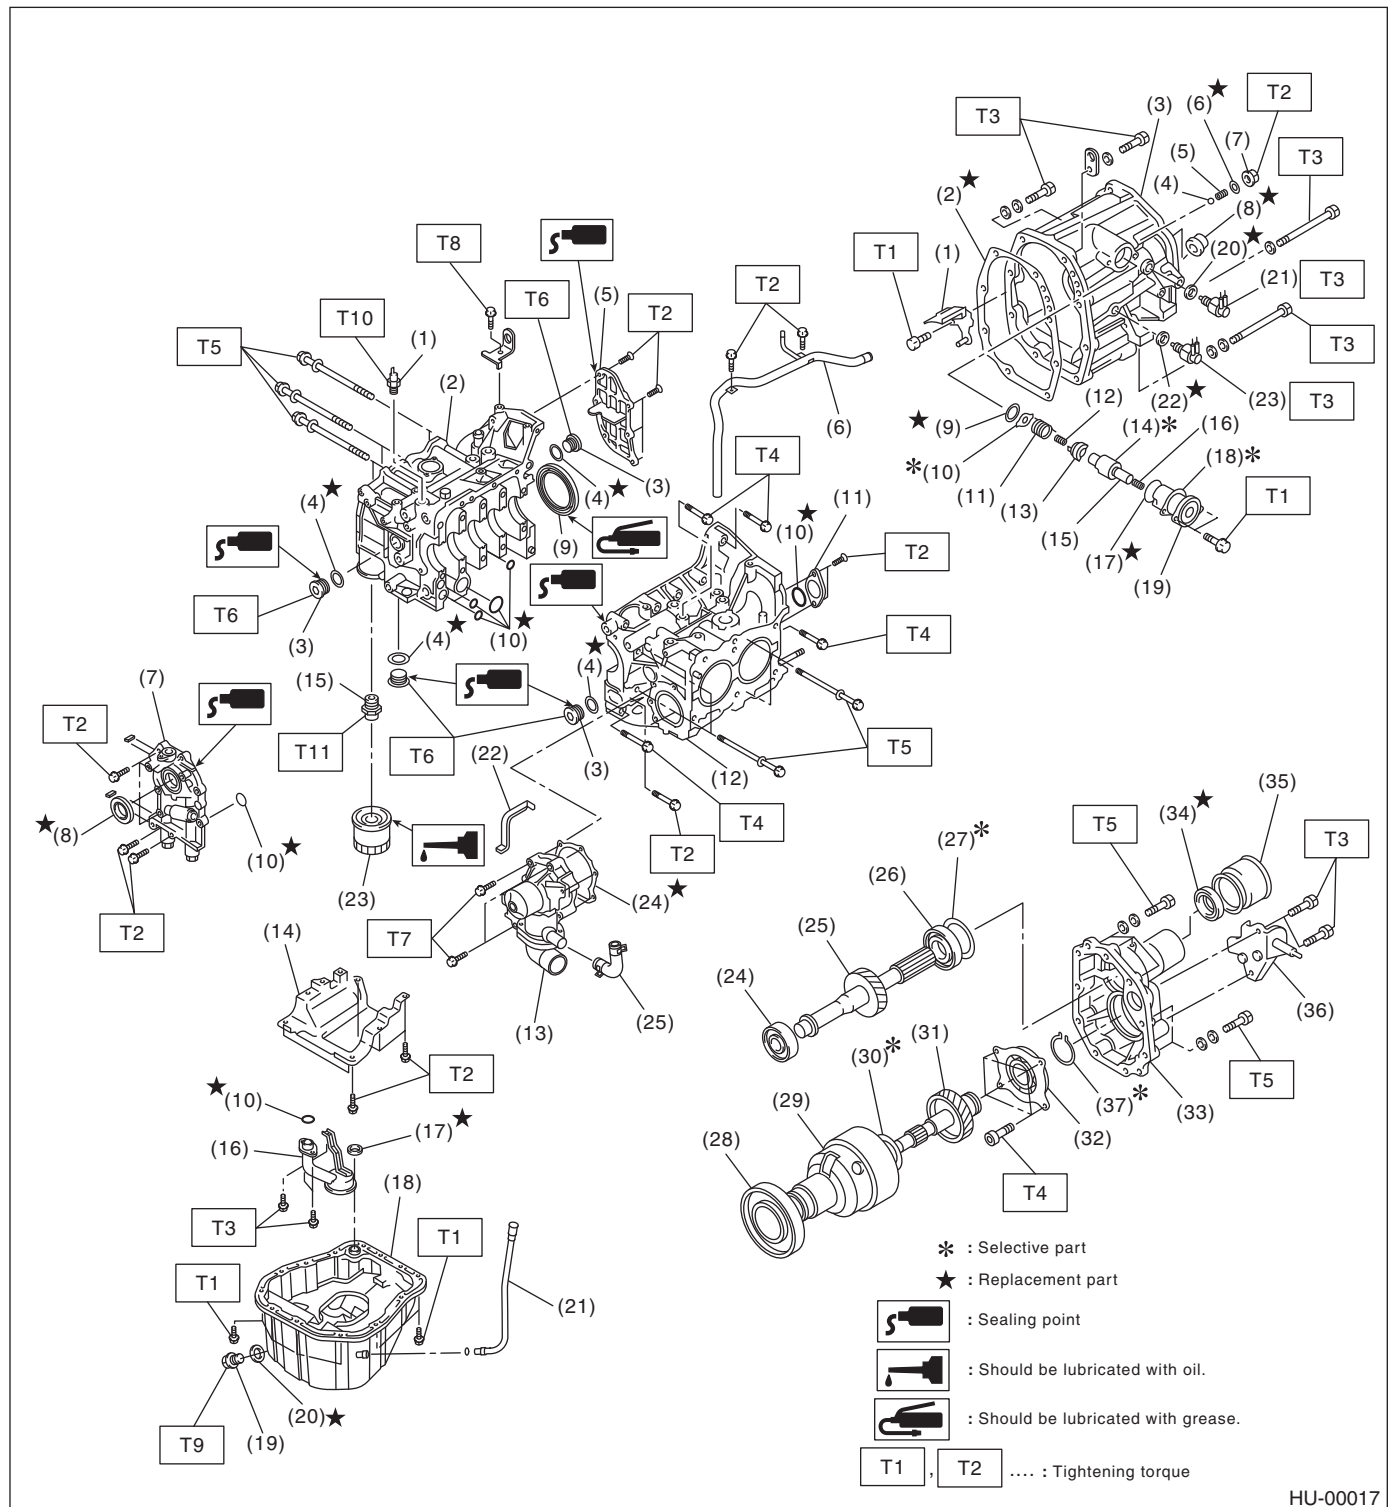 T3
(3)
(6)★
T2
(7)
(5)
T3
(4)
(2)★
(8)★
T8
T1
(1)
(20)★
T6
(5)
T2
T2
(21)
T3
T10
(1)
T5
(2)
T3
(6)
★(9)
(12)
(22)★
(23)
T3
(14)*
(16)
*(10)
(18)*
T4
(3)
(4)★
(11)
(11)
(13)
T1
(4)★
(10)★
(15)
(17)★
(9)
T2
(19)
T6
(3)
(10)★
(4)★
T4
(4)★
(7)
(15)
T2
T11
T6
(22)
(3)
(12)
T5
(35)
(34)★
T4
T5
T3
★(8)
(10)★
T2
(27)*
(23)
(24)★
(26)
T2
T7
(14)
(25)
(24)
(13)
(25)
(36)
(31)
(30)*
T2
T5
★(10)
(37)*
(33)
(17)★
(29)
(32)
(16)
(28)
(18)
T4
T3
T1
* : Selective part
T1
★ : Replacement part
(21)
: Sealing point
: Should be lubricated with oil.
(20)★
: Should be lubricated with grease.
T9
(19)
T1 , T2 .... : Tightening torque
HU-00017